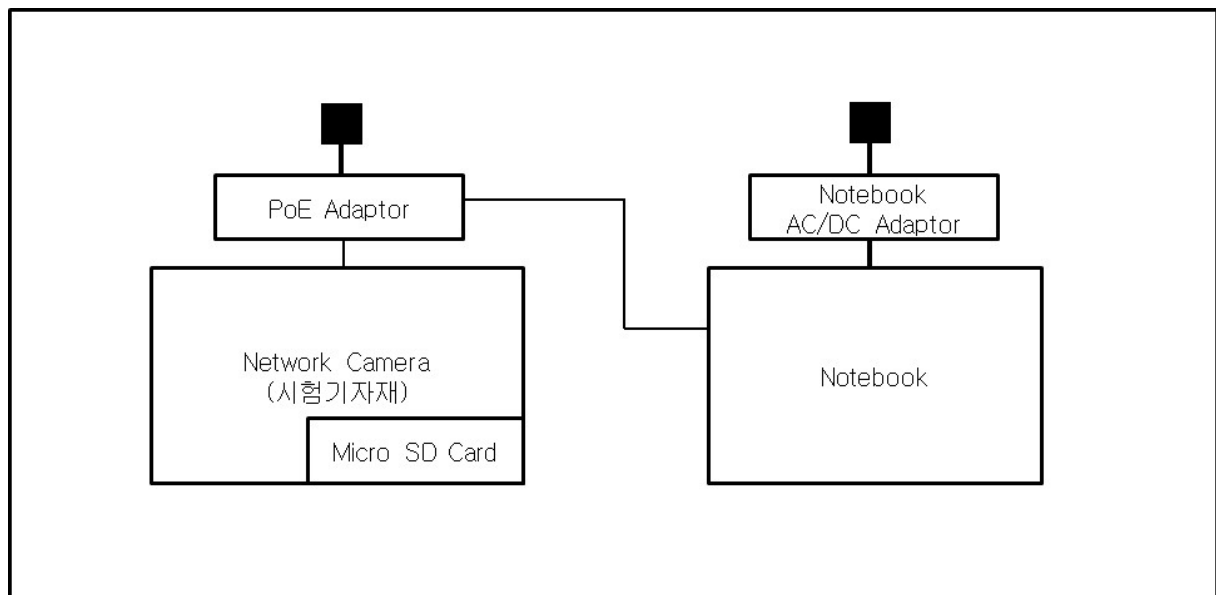 PoE Adaptor
Notebook
AC/DC Adaptor
Network Camera
(시험기자재)
Micro SD Card
Notebook